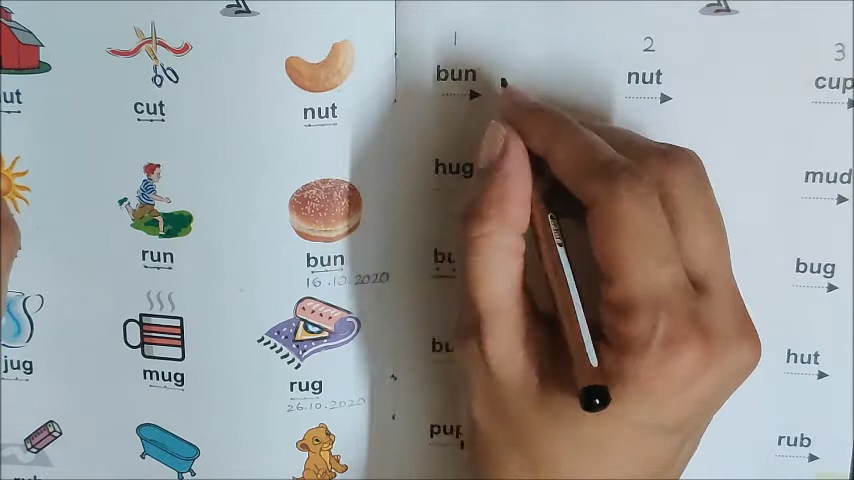 cut
nut
run
bun
16.10.2020
jug
mug
rug
26.10.2020
1
2
3
bun
nut
cup
hug
mud
bug
hut
pup
rub